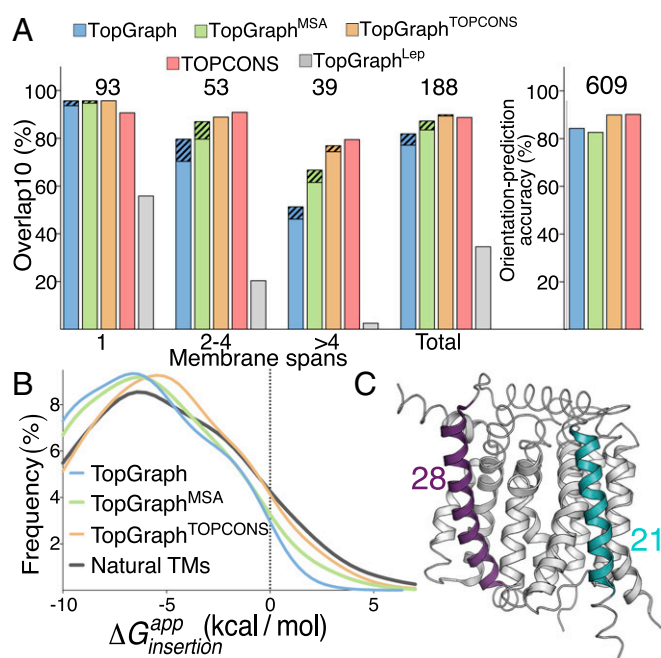 A
TopGraph TopGraph^MSA TopGraph^TOPCONS
TOPCONS TopGraph^Lep
100 93 53 39 188 609
80
60
40
20
Overlap10 (%)
1 2-4 >4 Total
Membrane spans
100
80
60
40
20
Orientation-prediction
accuracy (%)
B
8
6
4
2
Frequency (%)
TopGraph
TopGraph^MSA
TopGraph^TOPCONS
Natural TMs
-10 -5 0 5
ΔG^app_insertion (kcal / mol)
C
28
21